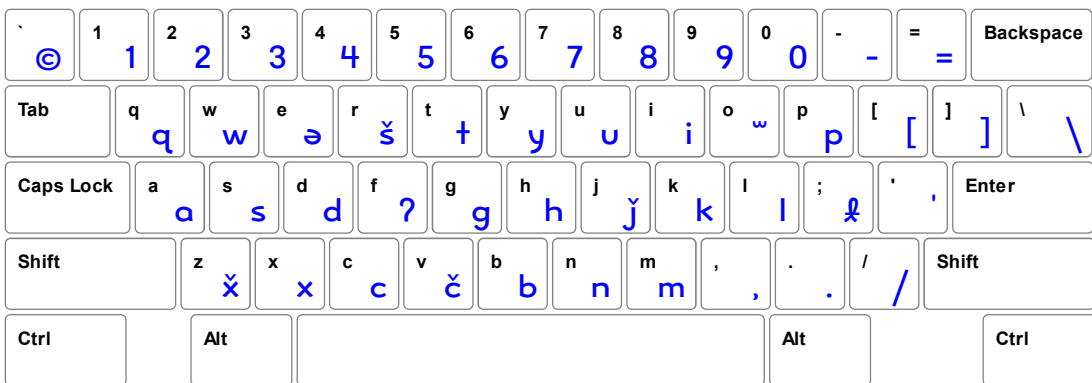 ` © 1 1 2 2 3 3 4 4 5 5 6 6 7 7 8 8 9 9 0 0 - - = = Backspace
Tab q q w w e ə r š t t y y u u i i o ʷ p p [ [ ] ] \ \
Caps Lock a a s s d d f ʔ g g h h j ǰ k k l l ; ɬ ' ' Enter
Shift z x̌ x x c c v č b b n n m m , , . . / / Shift
Ctrl Alt Alt Ctrl